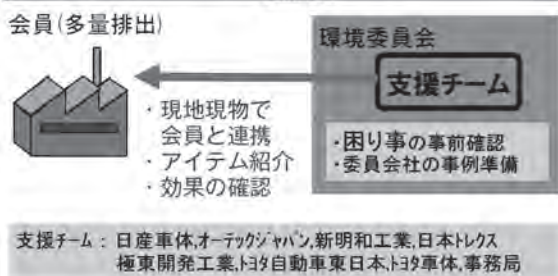 会員(多量排出)
環境委員会
支援チーム
・現地現物で
会員と連携
・アイテム紹介
・効果の確認
・困り事の事前確認
・委員会社の事例準備
支援チーム：日産車体,オーテックジャパン,新明和工業,日本トレクス
極東開発工業,トヨタ自動車東日本,トヨタ車体,事務局